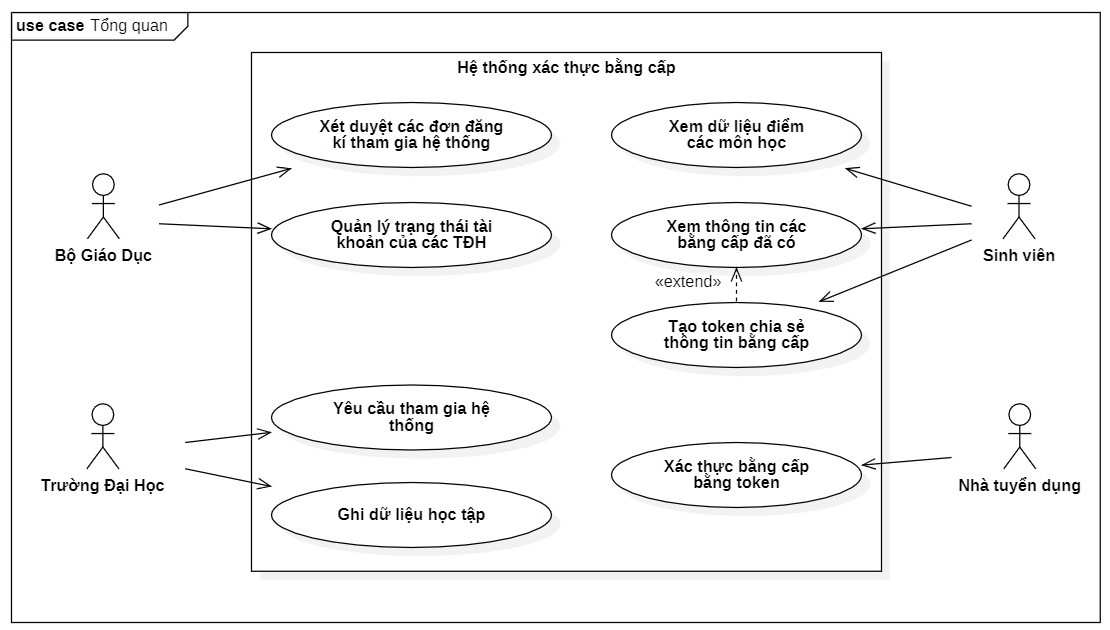 use case Tổng quan
Hệ thống xác thực bằng cấp
Xét duyệt các đơn đăng
kí tham gia hệ thống
Xem dữ liệu điểm
các môn học
Quản lý trạng thái tài
khoản của các TĐH
Xem thông tin các
bằng cấp đã có
Bộ Giáo Dục
Sinh viên
«extend»
Tạo token chia sẻ
thông tin bằng cấp
Yêu cầu tham gia hệ
thống
Xác thực bằng cấp
bằng token
Trường Đại Học
Nhà tuyển dụng
Ghi dữ liệu học tập